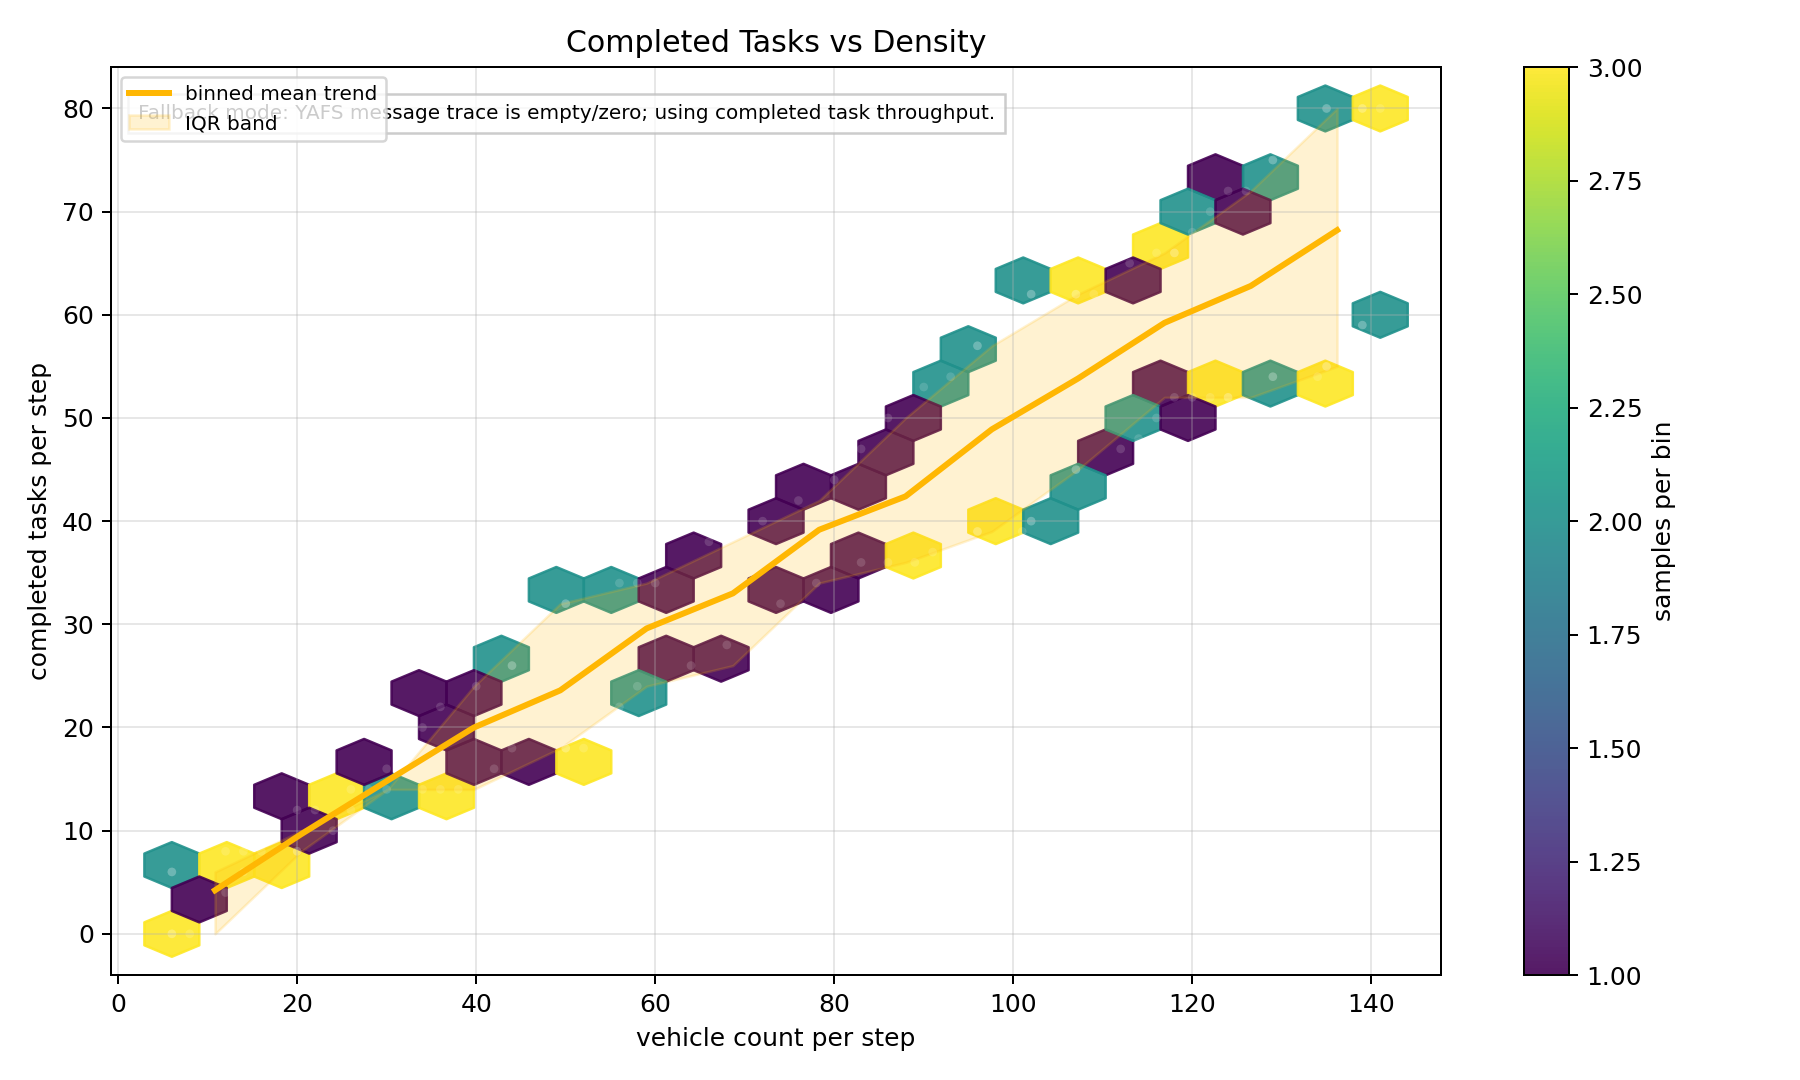 Completed Tasks vs Density
binned mean trend
Fallback mode: YAFS message trace is empty/zero; using completed task throughput.
IQR band
completed tasks per step
80
70
60
50
40
30
20
10
0
0 20 40 60 80 100 120 140
vehicle count per step
3.00
2.75
2.50
2.25
2.00
1.75
1.50
1.25
1.00
samples per bin